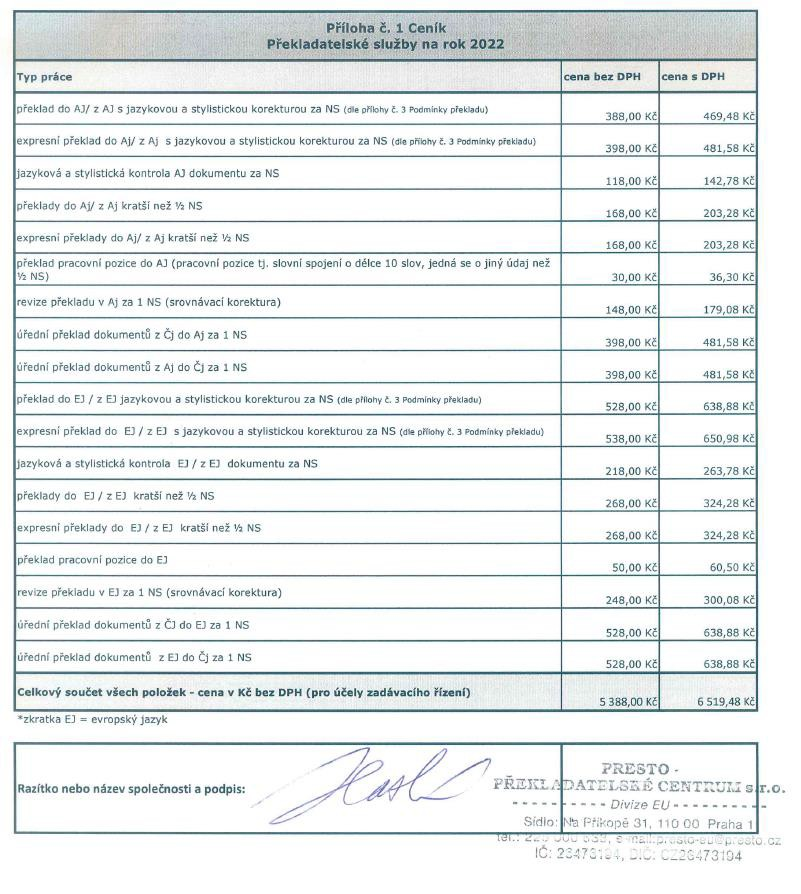 Příloha č. 1 Ceník
Překladatelské služby na rok 2022
Typ práce cena bez DPH cena s DPH
překlad do AJ/ z AJ s jazykovou a stylistickou korekturou za NS (dle přílohy č. 3 Podmínky překladu) 388,00 Kč 469,48 Kč
expresní překlad do Aj/ z Aj s jazykovou a stylistickou korekturou za NS (dle přílohy č. 3 Podmínky překladu) 398,00 Kč 481,58 Kč
jazyková a stylistická kontrola AJ dokumentu za NS 118,00 Kč 142,78 Kč
překlady do Aj/ z Aj kratší než ½ NS 168,00 Kč 203,28 Kč
expresní překlady do Aj/ z Aj kratší než ½ NS 168,00 Kč 203,28 Kč
překlad pracovní pozice do AJ (pracovní pozice tj. slovní spojení o délce 10 slov, jedná se o jiný údaj než
½ NS) 30,00 Kč 36,30 Kč
revize překladu v Aj za 1 NS (srovnávací korektura) 148,00 Kč 179,08 Kč
úřední překlad dokumentů z Čj do Aj za 1 NS 398,00 Kč 481,58 Kč
úřední překlad dokumentů z Aj do Čj za 1 NS 398,00 Kč 481,58 Kč
překlad do EJ / z EJ jazykovou a stylistickou korekturou za NS (dle přílohy č. 3 Podmínky překladu) 528,00 Kč 638,88 Kč
expresní překlad do EJ / z EJ s jazykovou a stylistickou korekturou za NS (dle přílohy č. 3 Podmínky překladu) 538,00 Kč 650,98 Kč
jazyková a stylistická kontrola EJ / z EJ dokumentu za NS 218,00 Kč 263,78 Kč
překlady do EJ / z EJ kratší než ½ NS 268,00 Kč 324,28 Kč
expresní překlady do EJ / z EJ kratší než ½ NS 268,00 Kč 324,28 Kč
překlad pracovní pozice do EJ 50,00 Kč 60,50 Kč
revize překladu v EJ za 1 NS (srovnávací korektura) 248,00 Kč 300,08 Kč
úřední překlad dokumentů z ČJ do EJ za 1 NS 528,00 Kč 638,88 Kč
úřední překlad dokumentů z EJ do Čj za 1 NS 528,00 Kč 638,88 Kč
Celkový součet všech položek - cena v Kč bez DPH (pro účely zadávacího řízení) 5 388,00 Kč 6 519,48 Kč
*zkratka EJ = evropský jazyk
Razítko nebo název společnosti a podpis:
PRESTO -
PŘEKLADATELSKÉ CENTRUM s.r.o.
Divize EU
Sídlo: Na Příkopě 31, 110 00 Praha 1
tel.: e-mail:presto-eu@presto.cz
IČ: 26473194, DIČ: CZ26473194